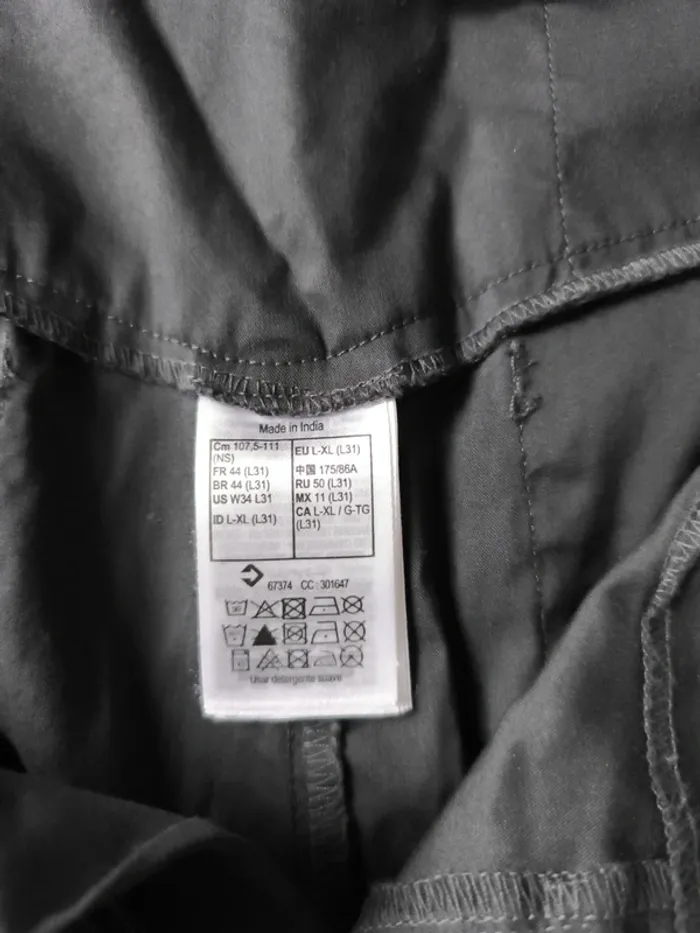 Made in India
Cm 107,5-111
(NS)
FR 44 (L31)
BR 44 (L31)
US W34 L31
ID L-XL (L31)
EU L-XL (L31)
中国 175/86A
RU 50 (L31)
MX 11 (L31)
CA L-XL / G-TG
(L31)
67374 CC : 301647
Usar detergente suave